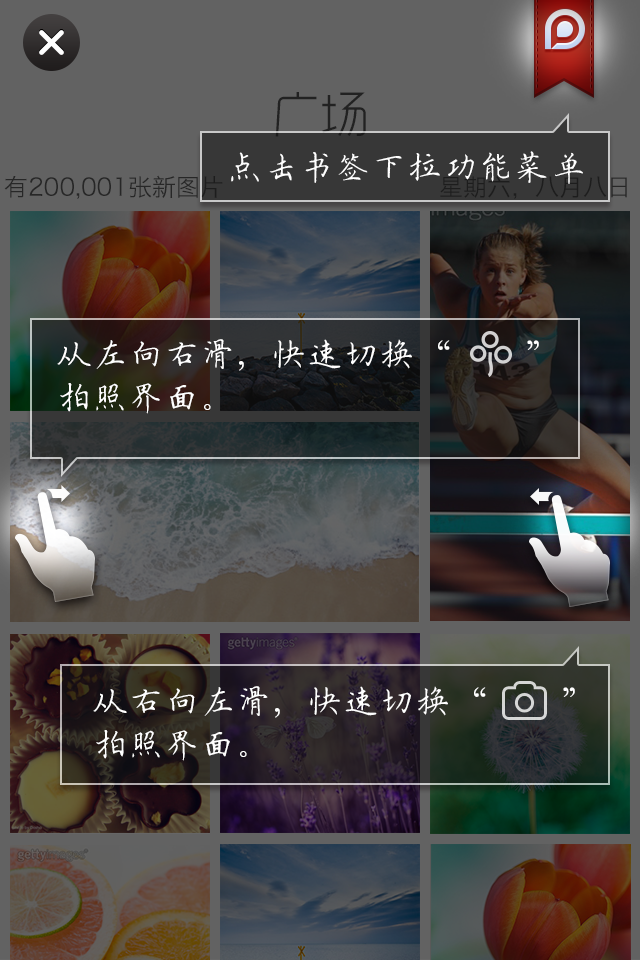 广场
点击书签下拉功能菜单
有200,001张新图片
星期六，八月八日
images
从左向右滑，快速切换“ ”
拍照界面。
gettyimages
从右向左滑，快速切换“ ”
拍照界面。
gettyimages